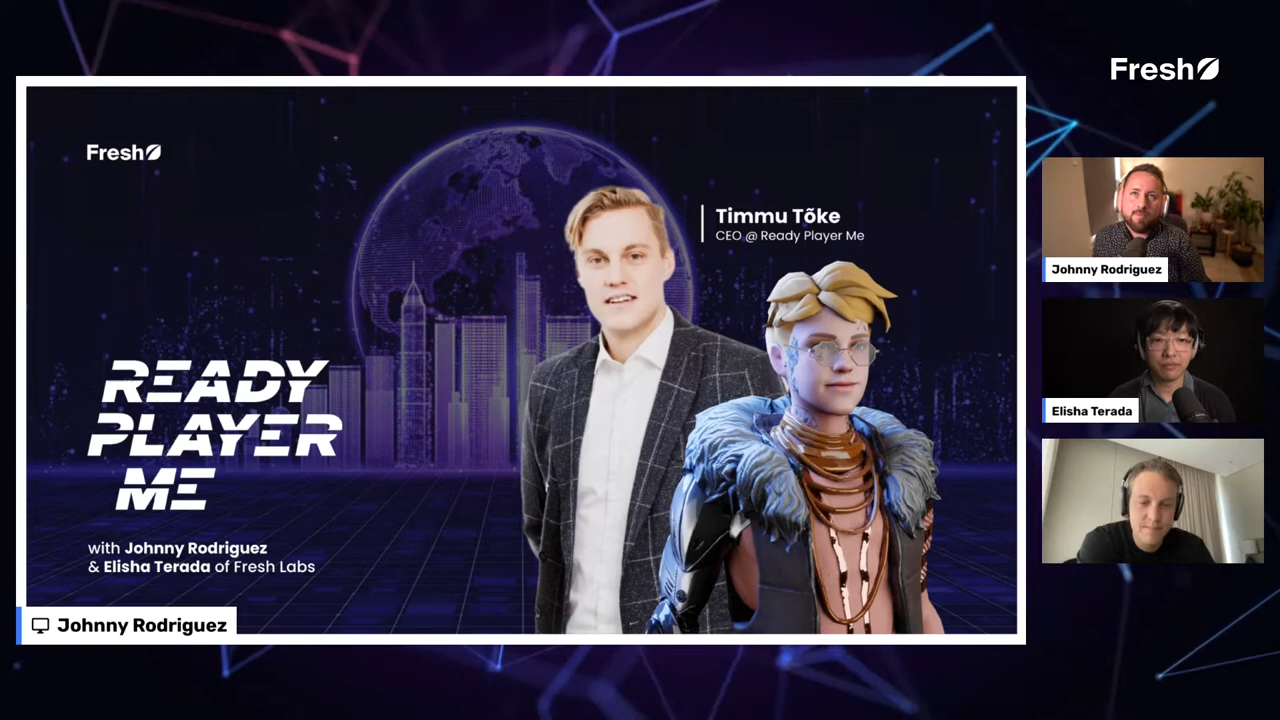 Fresh
Fresh
Timmu Tõke
CEO @ Ready Player Me
READY
PLAYER
ME
with Johnny Rodriguez
& Elisha Terada of Fresh Labs
Johnny Rodriguez
Johnny Rodriguez
Elisha Terada